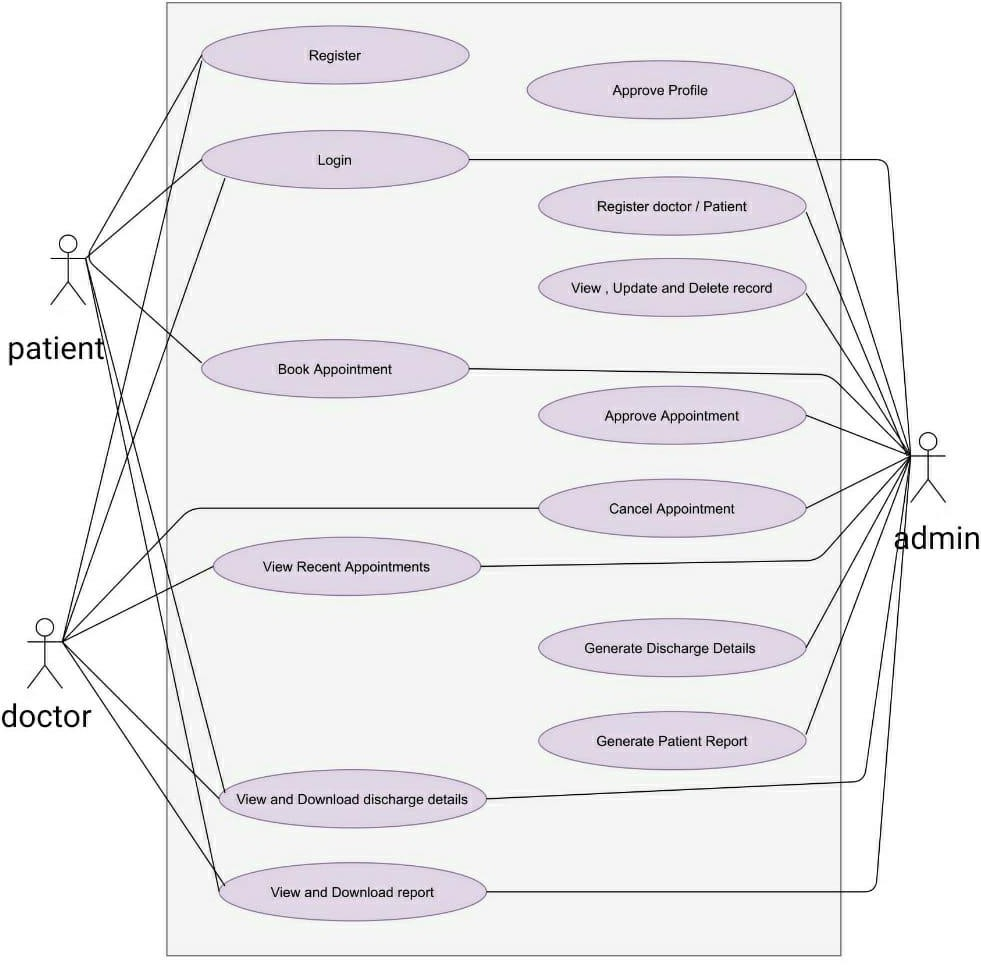 Register
Approve Profile
Login
Register doctor / Patient
View , Update and Delete record
patient
Book Appointment
Approve Appointment
Cancel Appointment
admin
View Recent Appointments
Generate Discharge Details
doctor
Generate Patient Report
View and Download discharge details
View and Download report